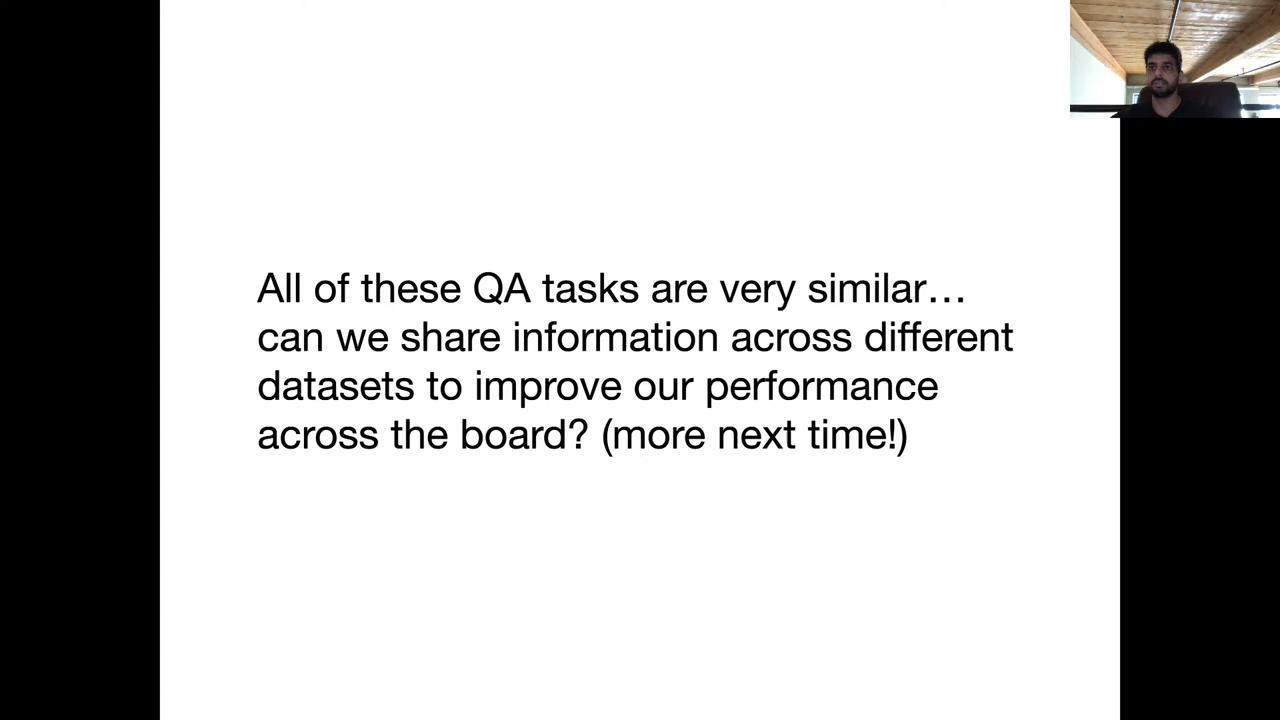 All of these QA tasks are very similar…
can we share information across different
datasets to improve our performance
across the board? (more next time!)